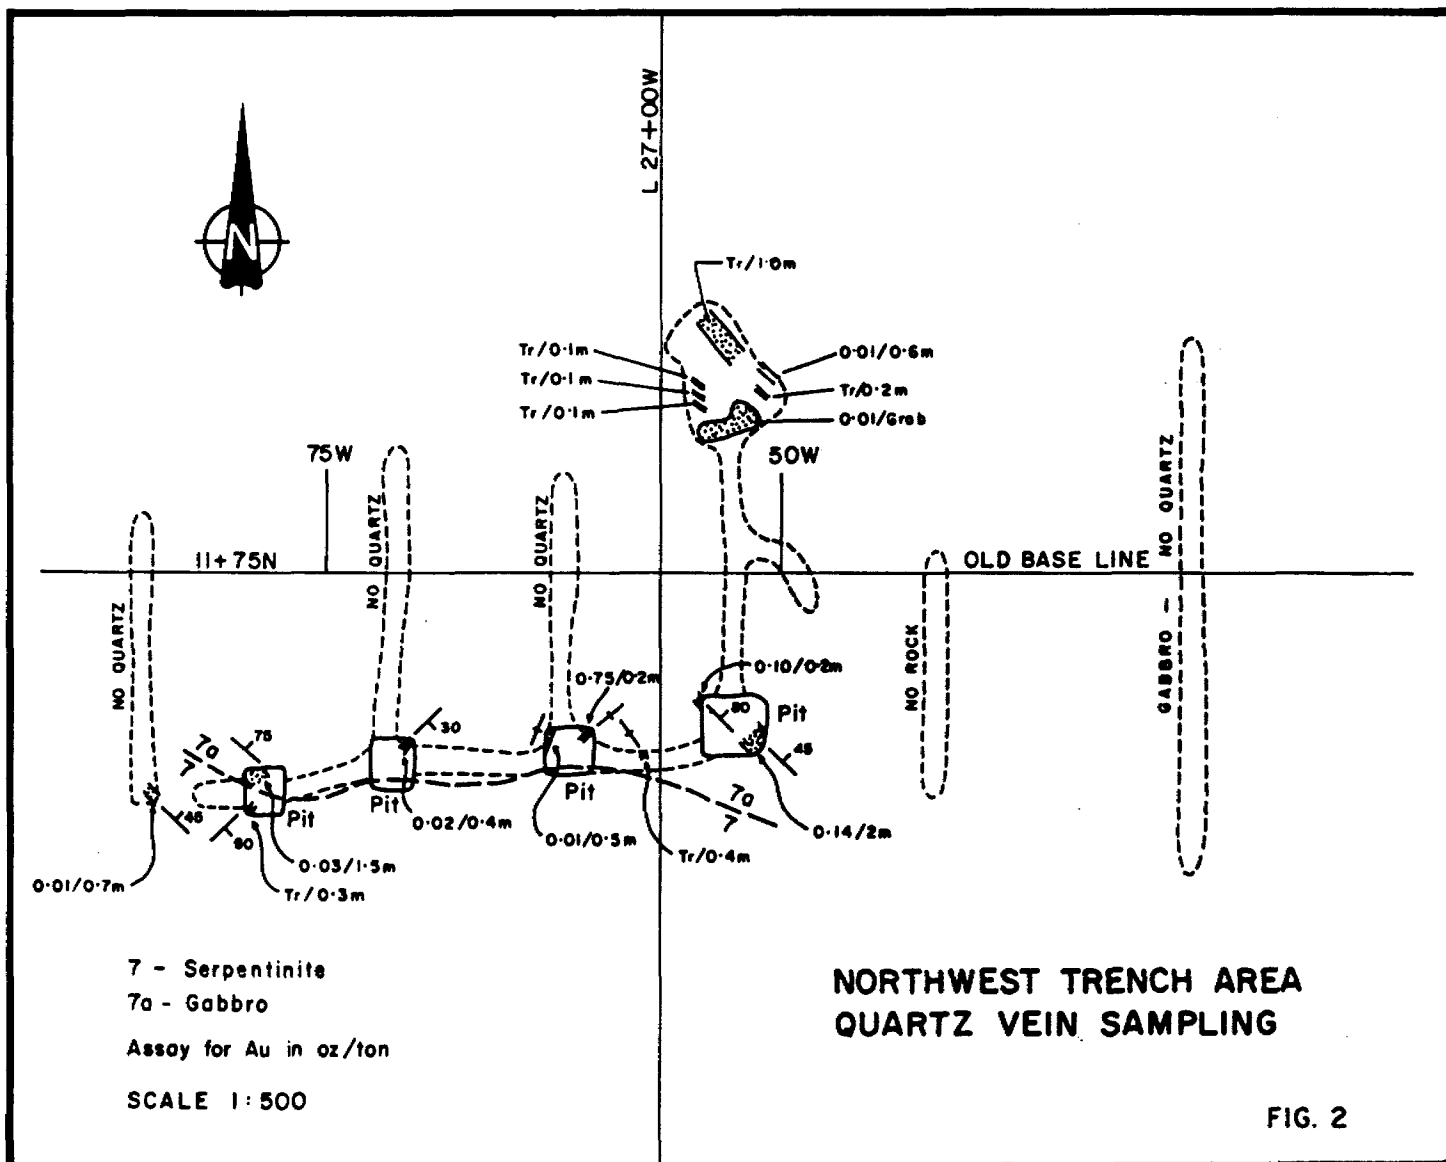 L 27+00W
N
Tr/1·0m
Tr/0·1m
Tr/0·1m
Tr/0·1m
0·01/0·6m
Tr/0·2m
0·01/Grab
75W
50W
11+75N
OLD BASE LINE
NO QUARTZ
NO QUARTZ
NO QUARTZ
NO ROCK
GABBRO - NO QUARTZ
0·10/0·2m
0·75/0·2m
80
Pit
45
30
75
7a
7
Pit
Pit
Pit
7a
7
45
60
0·02/0·4m
0·01/0·5m
Tr/0·4m
0·14/2m
0·03/1·5m
Tr/0·3m
0·01/0·7m
7 - Serpentinite
7a - Gabbro
Assay for Au in oz/ton
SCALE 1:500
NORTHWEST TRENCH AREA
QUARTZ VEIN SAMPLING
FIG. 2